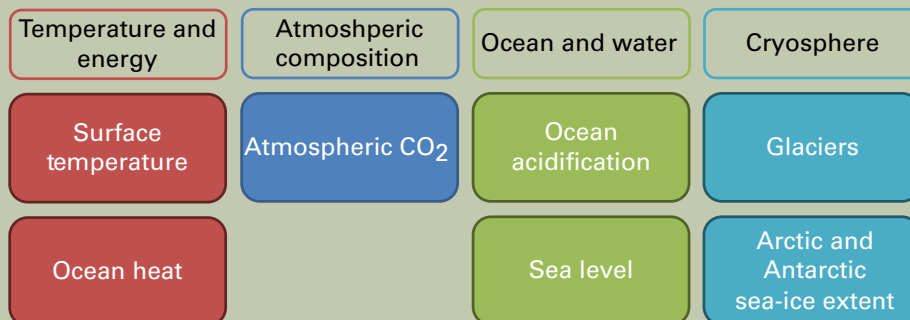 Temperature and
energy
Atmoshperic
composition
Ocean and water
Cryosphere
Surface
temperature
Atmospheric CO2
Ocean
acidification
Glaciers
Ocean heat
Sea level
Arctic and
Antarctic
sea-ice extent